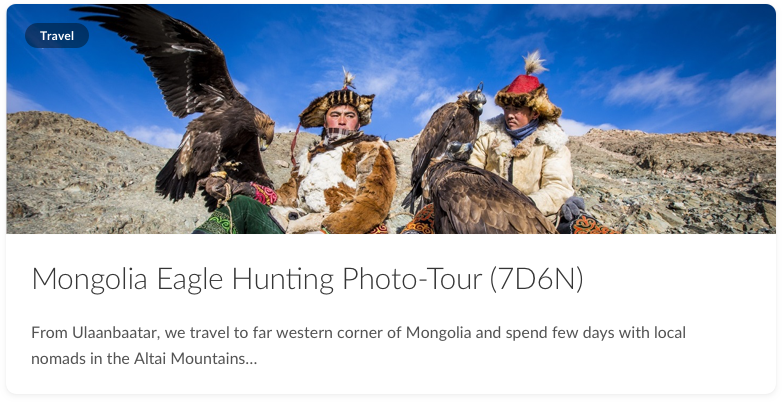 Travel
Mongolia Eagle Hunting Photo-Tour (7D6N)
From Ulaanbaatar, we travel to far western corner of Mongolia and spend few days with local
nomads in the Altai Mountains...